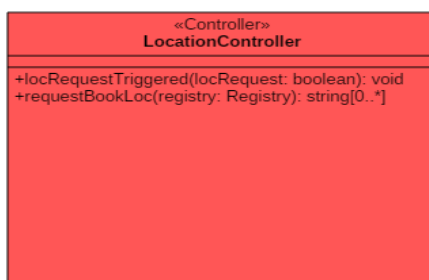 «Controller»
LocationController
+locRequestTriggered(locRequest: boolean): void
+requestBookLoc(registry: Registry): string[0..*]